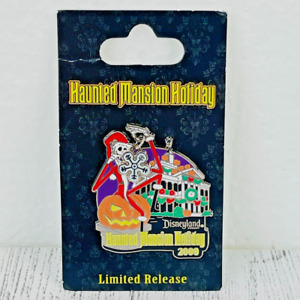 Haunted Mansion Holiday
Disneyland
Haunted Mansion Holiday
2009
Limited Release